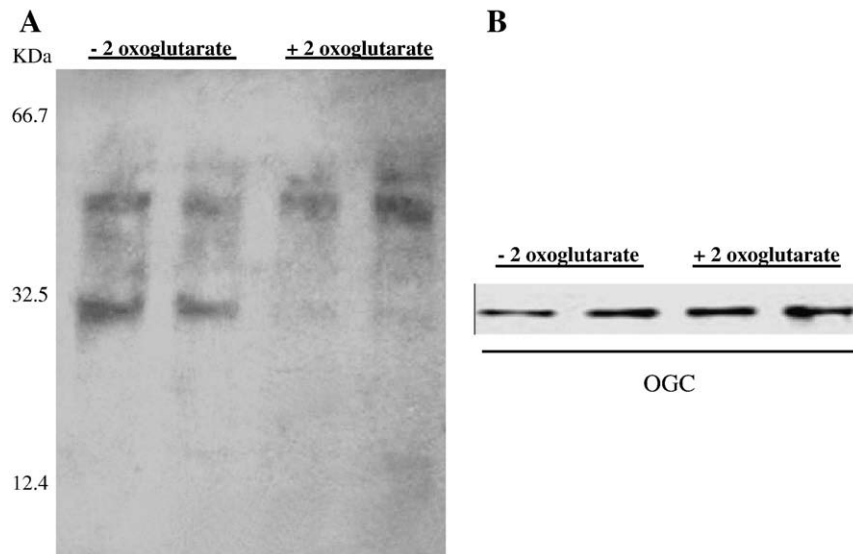 A
B
KDa
- 2 oxoglutarate
+ 2 oxoglutarate
66.7
32.5
12.4
- 2 oxoglutarate
+ 2 oxoglutarate
OGC